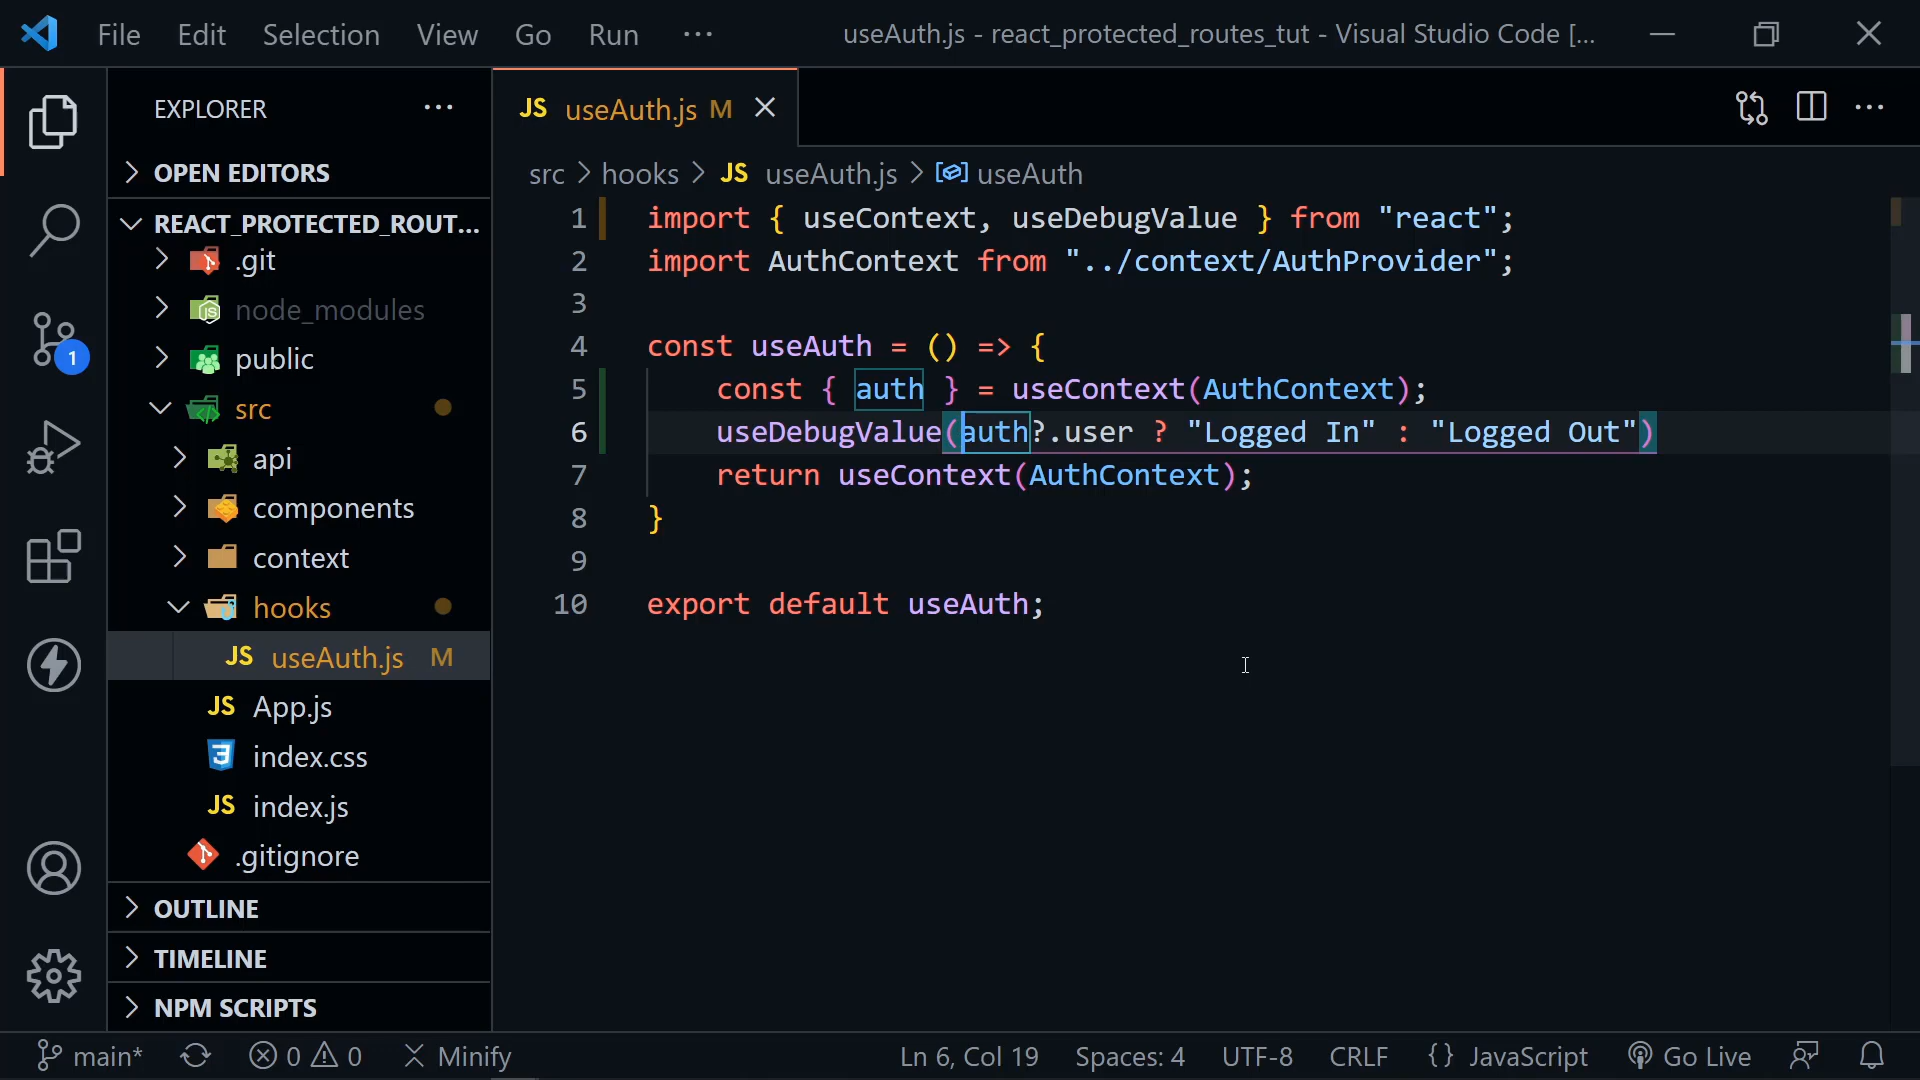 File Edit Selection View Go Run ··· useAuth.js - react_protected_routes_tut - Visual Studio Code [...
EXPLORER ···
OPEN EDITORS
REACT_PROTECTED_ROUT...
.git
node_modules
public
src
api
components
context
hooks
JS useAuth.js M
JS App.js
3 index.css
JS index.js
.gitignore
OUTLINE
TIMELINE
NPM SCRIPTS
1
JS useAuth.js M
src > hooks > JS useAuth.js > useAuth
1 import { useContext, useDebugValue } from "react";
2 import AuthContext from "../context/AuthProvider";
3
4 const useAuth = () => {
5 const { auth } = useContext(AuthContext);
6 useDebugValue(auth?.user ? "Logged In" : "Logged Out")
7 return useContext(AuthContext);
8 }
9
10 export default useAuth;
main* 0 0 Minify Ln 6, Col 19 Spaces: 4 UTF-8 CRLF {} JavaScript Go Live